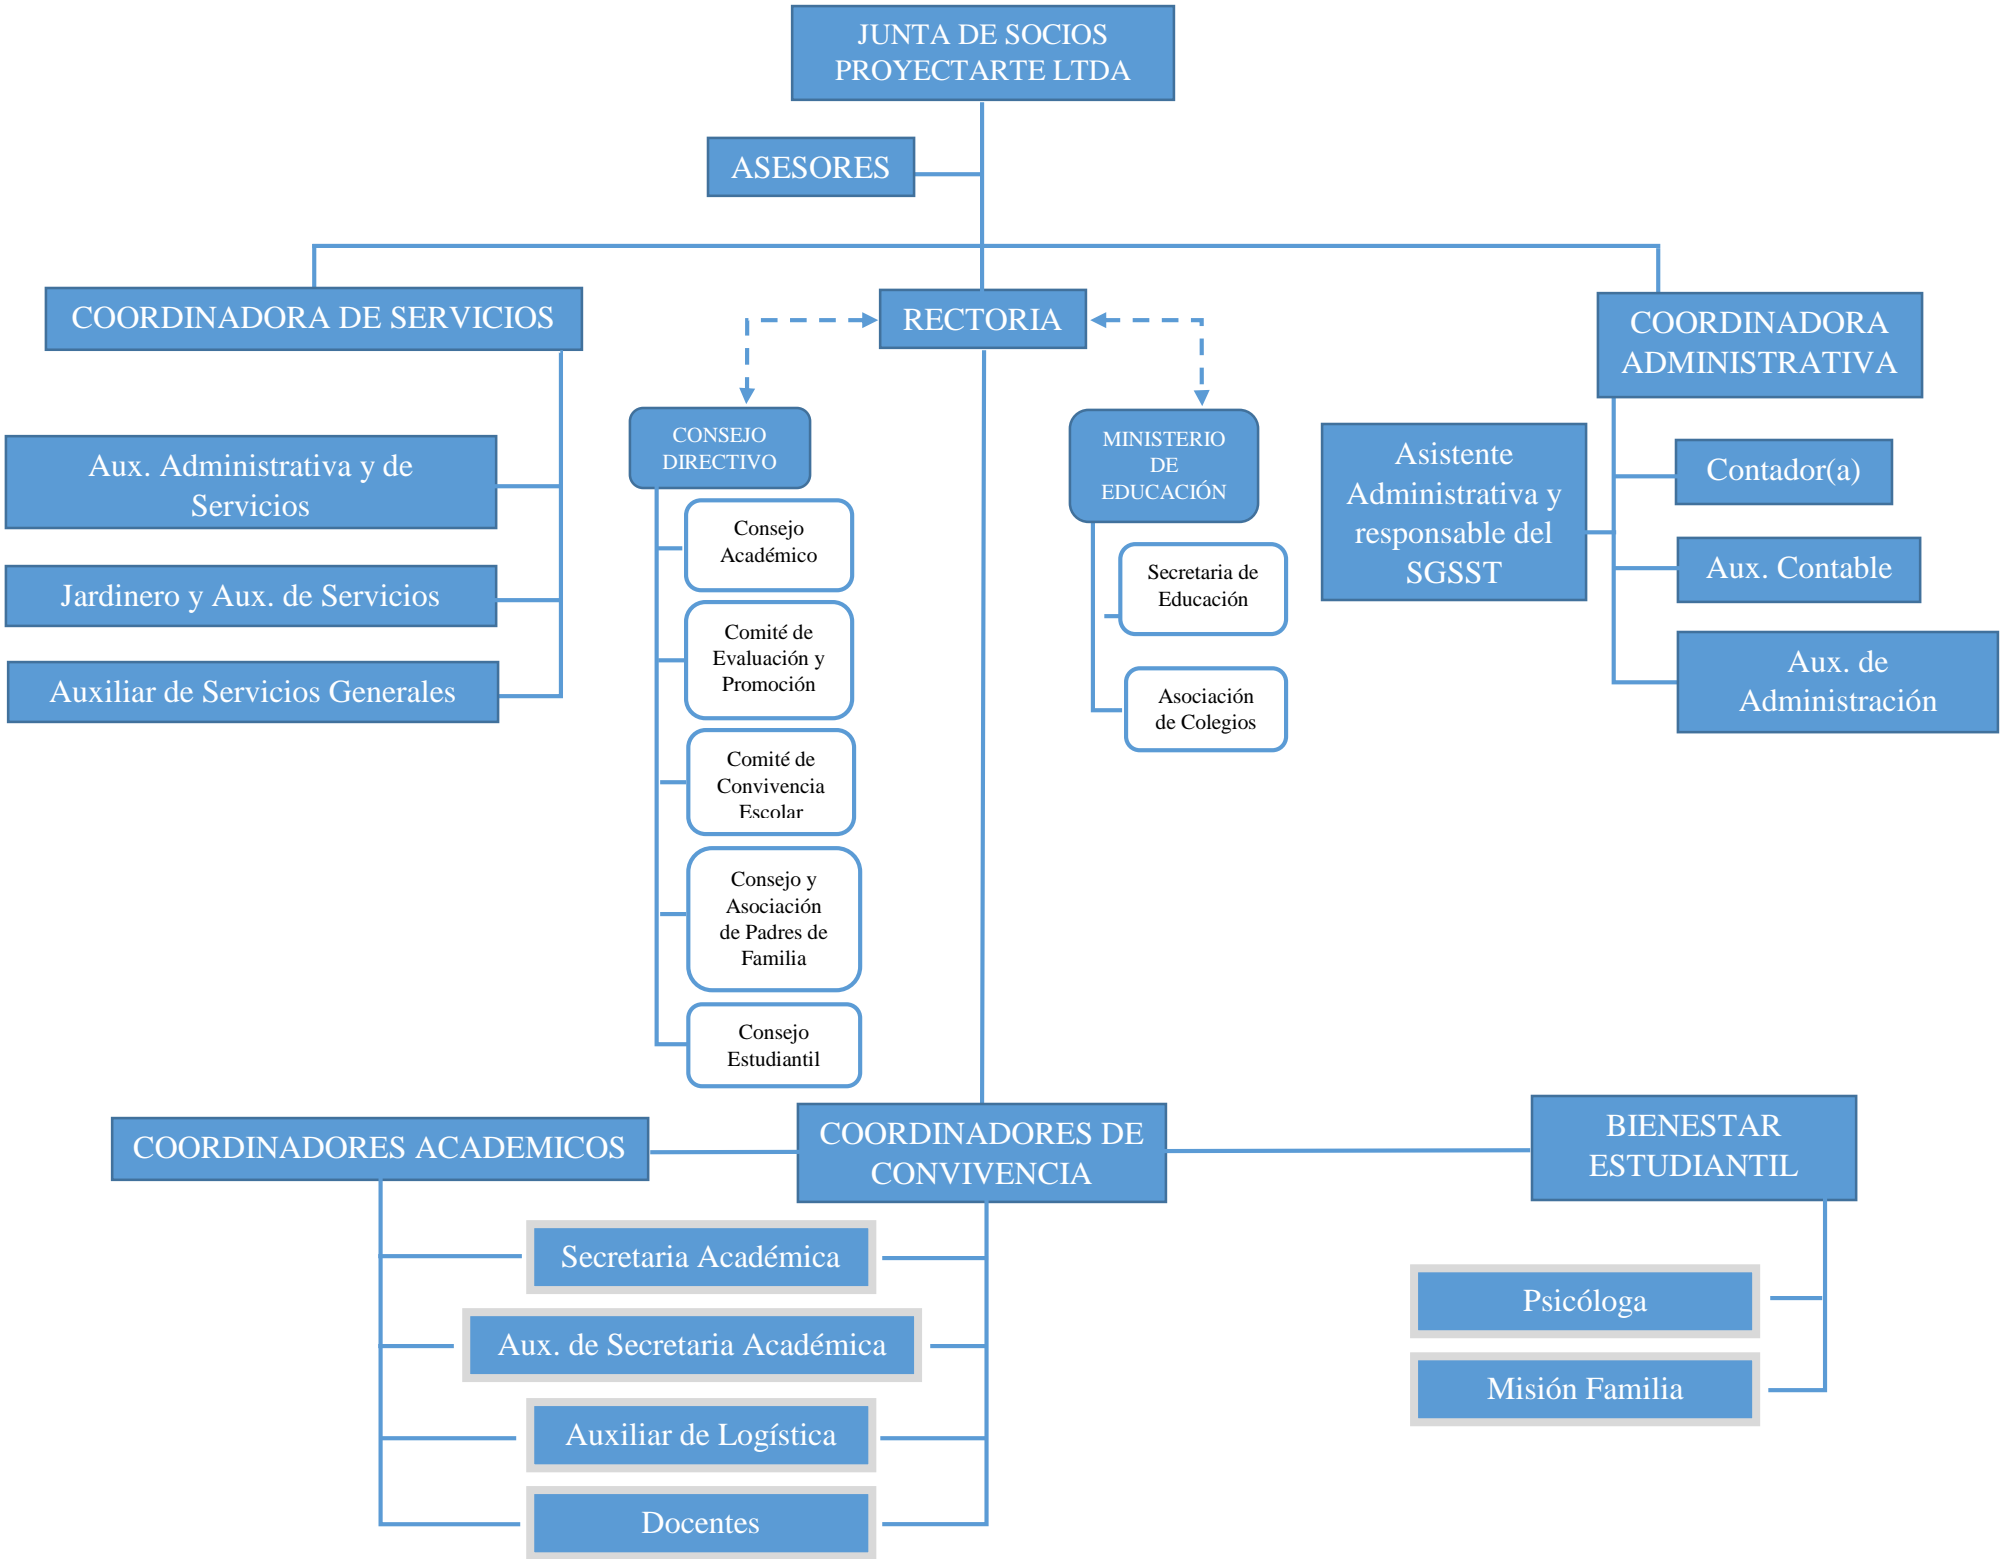 JUNTA DE SOCIOS
PROYECTARTE LTDA
ASESORES
COORDINADORA DE SERVICIOS
RECTORIA
COORDINADORA
ADMINISTRATIVA
Aux. Administrativa y de
Servicios
Jardinero y Aux. de Servicios
Auxiliar de Servicios Generales
CONSEJO
DIRECTIVO
Consejo
Académico
Comité de
Evaluación y
Promoción
Comité de
Convivencia
Escolar
Consejo y
Asociación
de Padres de
Familia
Consejo
Estudiantil
MINISTERIO
DE
EDUCACIÓN
Secretaria de
Educación
Asociación
de Colegios
Asistente
Administrativa y
responsable del
SGSST
Contador(a)
Aux. Contable
Aux. de
Administración
COORDINADORES ACADEMICOS
COORDINADORES DE
CONVIVENCIA
BIENESTAR
ESTUDIANTIL
Secretaria Académica
Aux. de Secretaria Académica
Auxiliar de Logística
Docentes
Psicóloga
Misión Familia